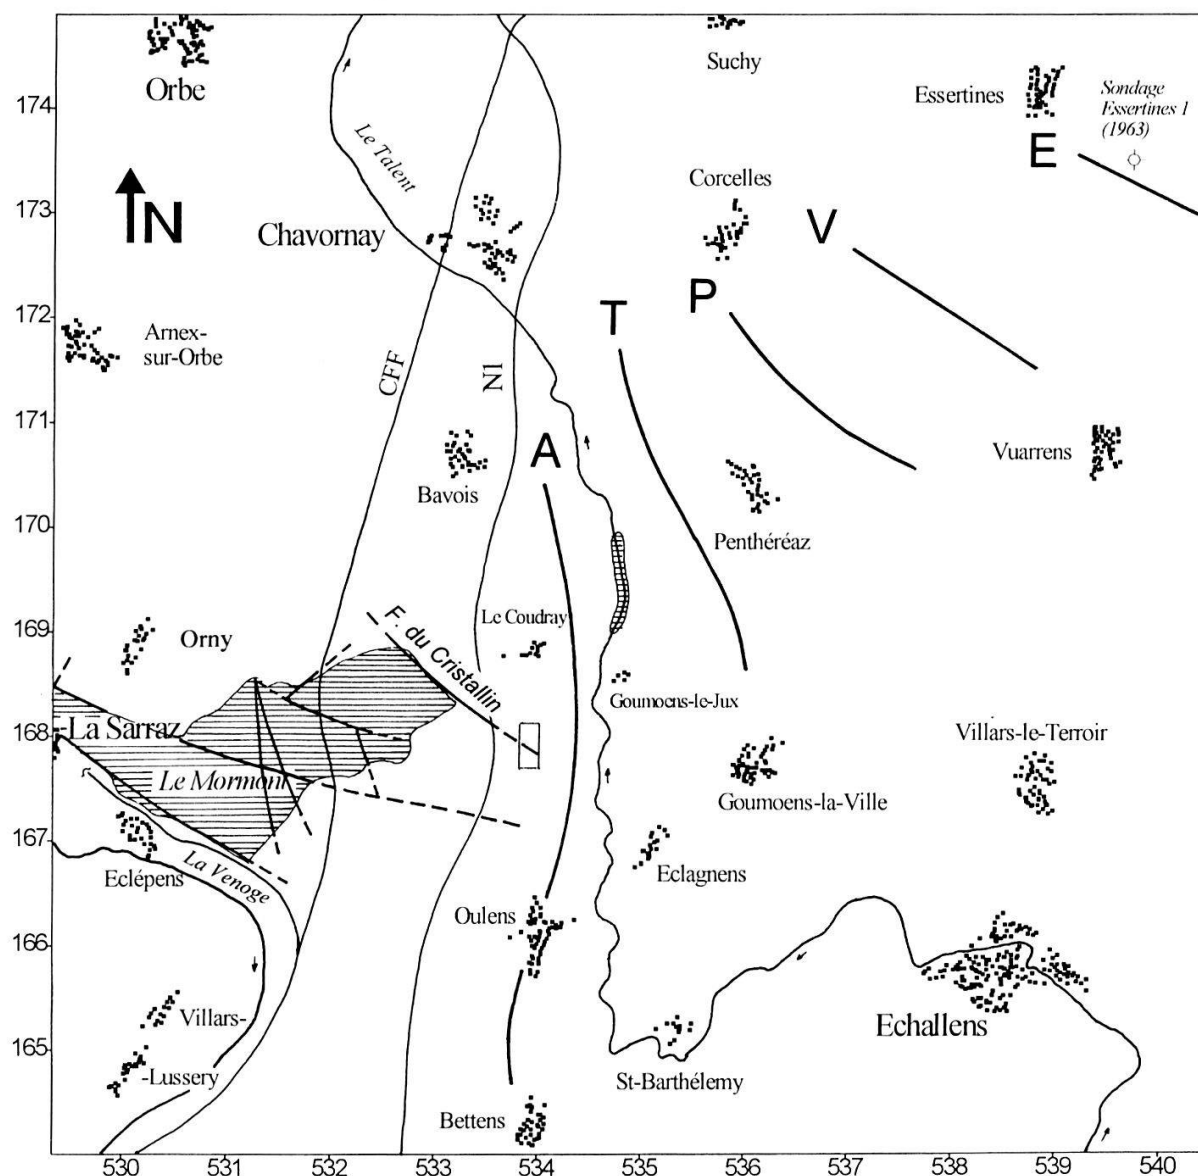 Suchy
Orbe
Essertines
Sondage
Essertines 1
(1963)
174
Le Talent
E
Corcelles
N
173
Chavornay
V
P
T
172
Arnex-
sur-Orbe
CFF
N1
171
A
Vuarrens
Bavois
170
Penthéréaz
Le Coudray
169
Orny
F. du Cristallin
Goumoens-le-Jux
168
-La Sarraz
Villars-le-Terroir
Le Mormont
Goumoens-la-Ville
167
Eclépens
La Venoge
Eclagnens
Oulens
166
Villars-
Echallens
165
-Lussery
St-Barthélemy
Bettens
530 531 532 533 534 535 536 537 538 539 540